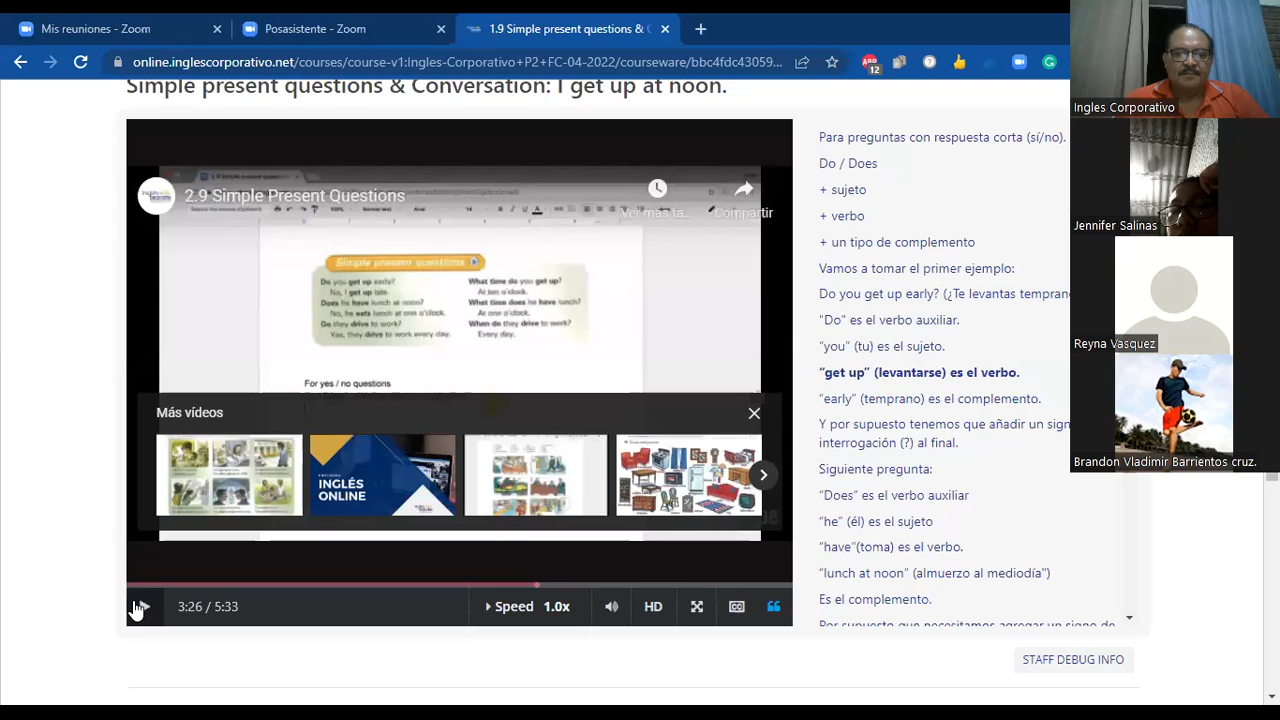 Mis reuniones - Zoom
Posasistente - Zoom
1.9 Simple present questions & C
online.inglescorporativo.net/courses/course-v1:Ingles-Corporativo+P2+FC-04-2022/courseware/bbc4fdc43059...
ABP
12
Simple present questions & Conversation: I get up at noon.
2.9 Simple Present Questions
Ver más ta...
Compartir
Simple present questions
Do you get up early?
No, I get up late.
Does he have lunch at noon?
No, he eats lunch at one o'clock.
Do they drive to work?
Yes, they drive to work every day.
What time do you get up?
At ten o'clock.
What time does he have lunch?
At one o'clock.
When do they drive to work?
Every day.
For yes / no questions
Más vídeos
INGLÉS
ONLINE
3:26 / 5:33
Speed 1.0x
HD
Para preguntas con respuesta corta (sí/no).
Do / Does
+ sujeto
+ verbo
+ un tipo de complemento
Vamos a tomar el primer ejemplo:
Do you get up early? (¿Te levantas temprano
"Do" es el verbo auxiliar.
"you" (tu) es el sujeto.
"get up" (levantarse) es el verbo.
"early" (temprano) es el complemento.
Y por supuesto tenemos que añadir un sign
interrogación (?) al final.
Siguiente pregunta:
"Does" es el verbo auxiliar
"he" (él) es el sujeto
"have"(toma) es el verbo.
"lunch at noon" (almuerzo al mediodía")
Es el complemento.
Por supuesto que necesitamos agregar un signo de
STAFF DEBUG INFO
Ingles Corporativo
Jennifer Salinas
Reyna Vasquez
Brandon Vladimir Barrientos cruz.